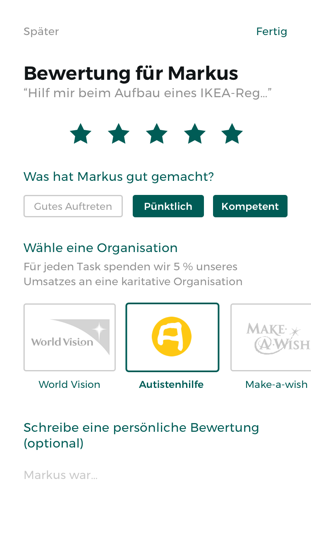 Später Fertig
Bewertung für Markus
"Hilf mir beim Aufbau eines IKEA-Reg..."
Was hat Markus gut gemacht?
Gutes Auftreten Pünktlich Kompetent
Wähle eine Organisation
Für jeden Task spenden wir 5 % unseres
Umsatzes an eine karitative Organisation
World Vision
MAKE
A WISH
World Vision Autistenhilfe Make-a-wish
Schreibe eine persönliche Bewertung
(optional)
Markus war...